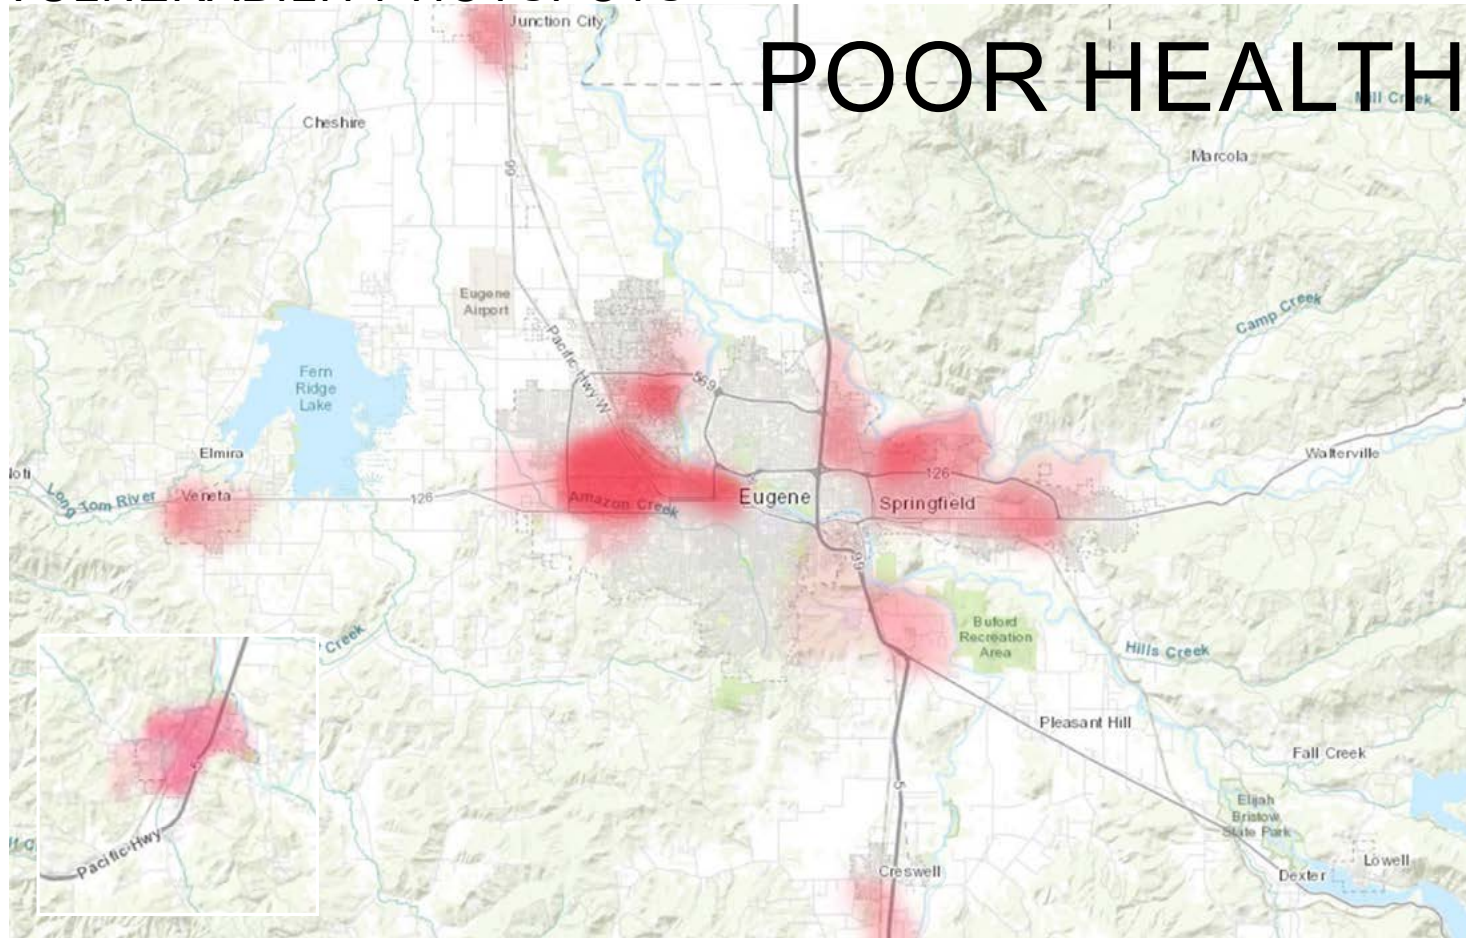 POOR HEALTH
Junction City
Mill Creek
Cheshire
Marcola
99
Eugene
Airport
Camp Creek
Pacific Hwy W
Fern
Ridge
Lake
569
Elmira
Walterville
Noti
126
Long Tom River
Veneta
126
Amazon Creek
Eugene
Springfield
99
Buford
Recreation
Area
Creek
Hills Creek
Pleasant Hill
Fall Creek
5
5
Elijah
Bristow
State Park
Pacific Hwy
Creswell
Lowell
Dexter